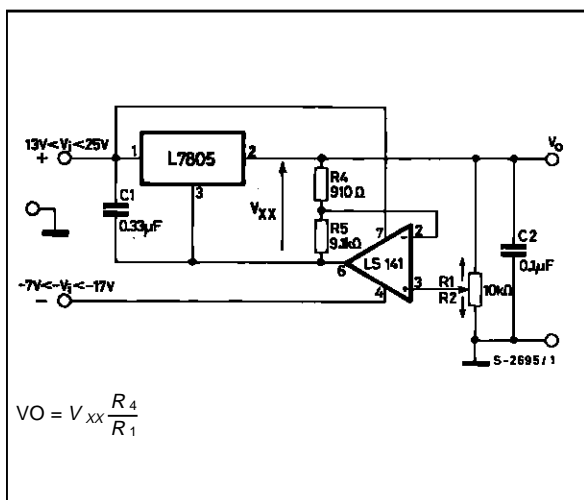 13V<Vi<25V
+
1
L7805
2
3
C1
0.33µF
VXX
R4
910Ω
R5
9.1kΩ
7
2
-
LS 141
6
3
+
4
R1
R2
10kΩ
C2
0.1µF
VO
-7V<-Vi<-17V
-
S-2695/1
VO = VXX R4/R1